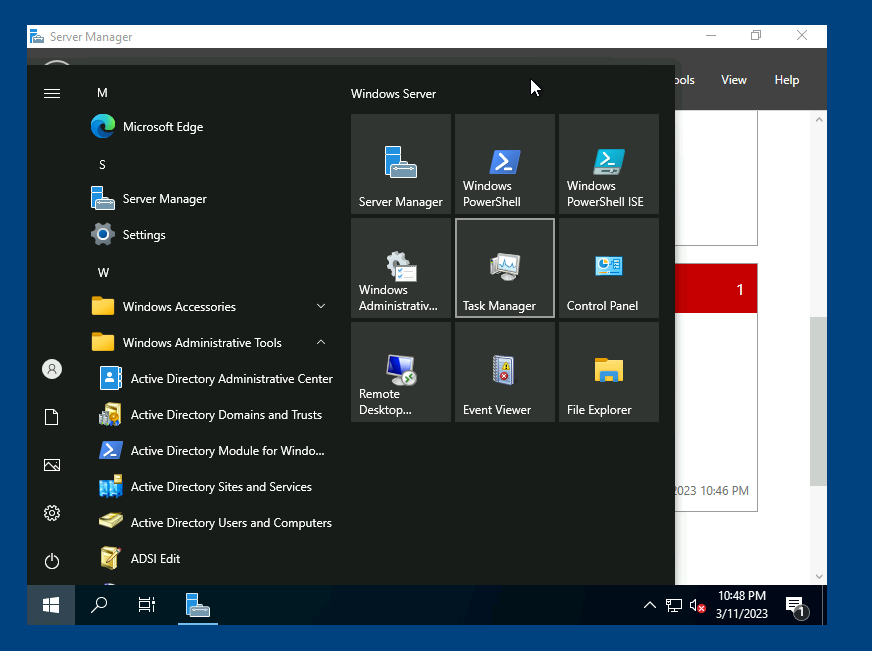 Server Manager
ools
View
Help
M
Microsoft Edge
S
Server Manager
Settings
W
Windows Accessories
Windows Administrative Tools
Active Directory Administrative Center
Active Directory Domains and Trusts
Active Directory Module for Windo...
Active Directory Sites and Services
Active Directory Users and Computers
ADSI Edit
Windows Server
Server Manager
Windows
PowerShell
Windows
PowerShell ISE
Windows
Administrativ...
Task Manager
Control Panel
Remote
Desktop...
Event Viewer
File Explorer
1
2023 10:46 PM
10:48 PM
3/11/2023
1